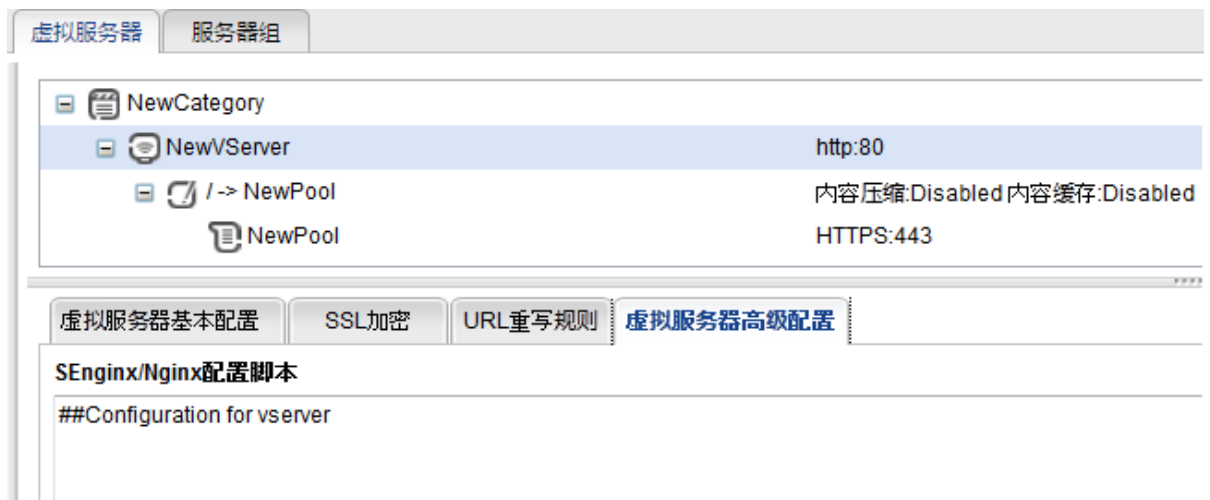 虚拟服务器 服务器组
NewCategory
NewVServer http:80
/ -> NewPool 内容压缩:Disabled 内容缓存:Disabled
NewPool HTTPS:443
虚拟服务器基本配置 SSL加密 URL重写规则 虚拟服务器高级配置
SEnginx/Nginx配置脚本
##Configuration for vserver